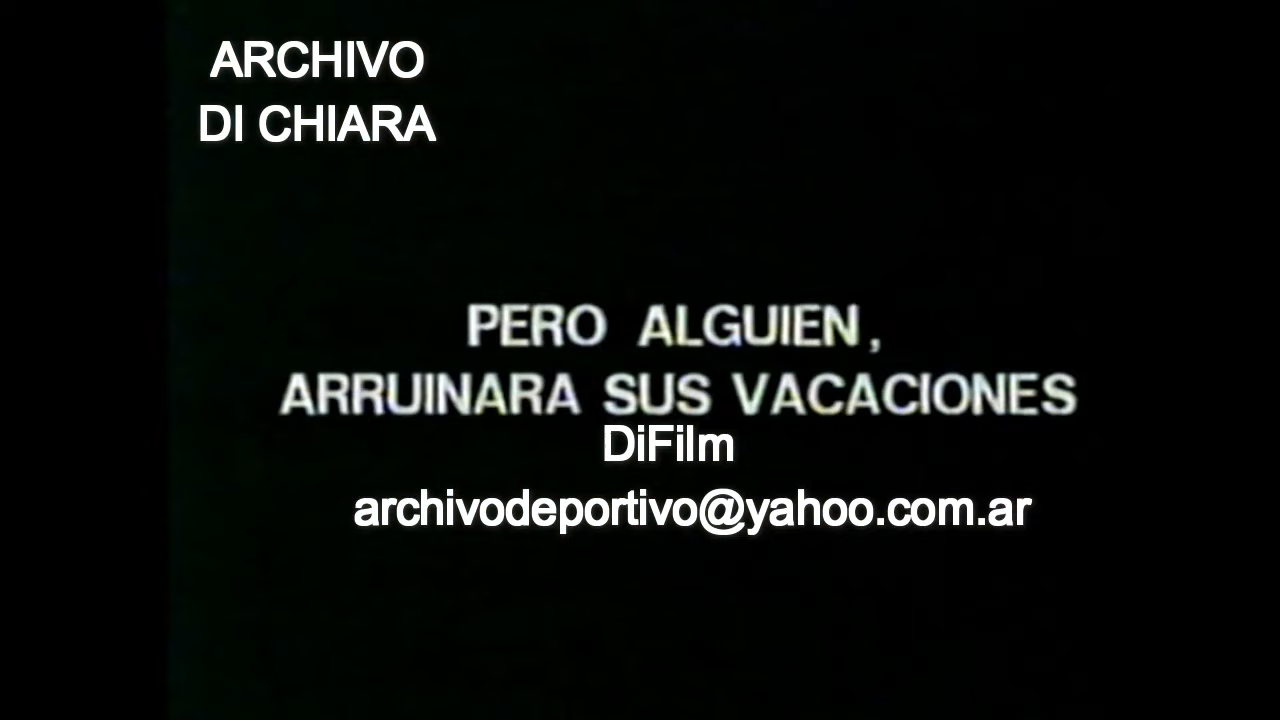 ARCHIVO
DI CHIARA
PERO ALGUIEN,
ARRUINARA SUS VACACIONES
DiFilm
archivodeportivo@yahoo.com.ar